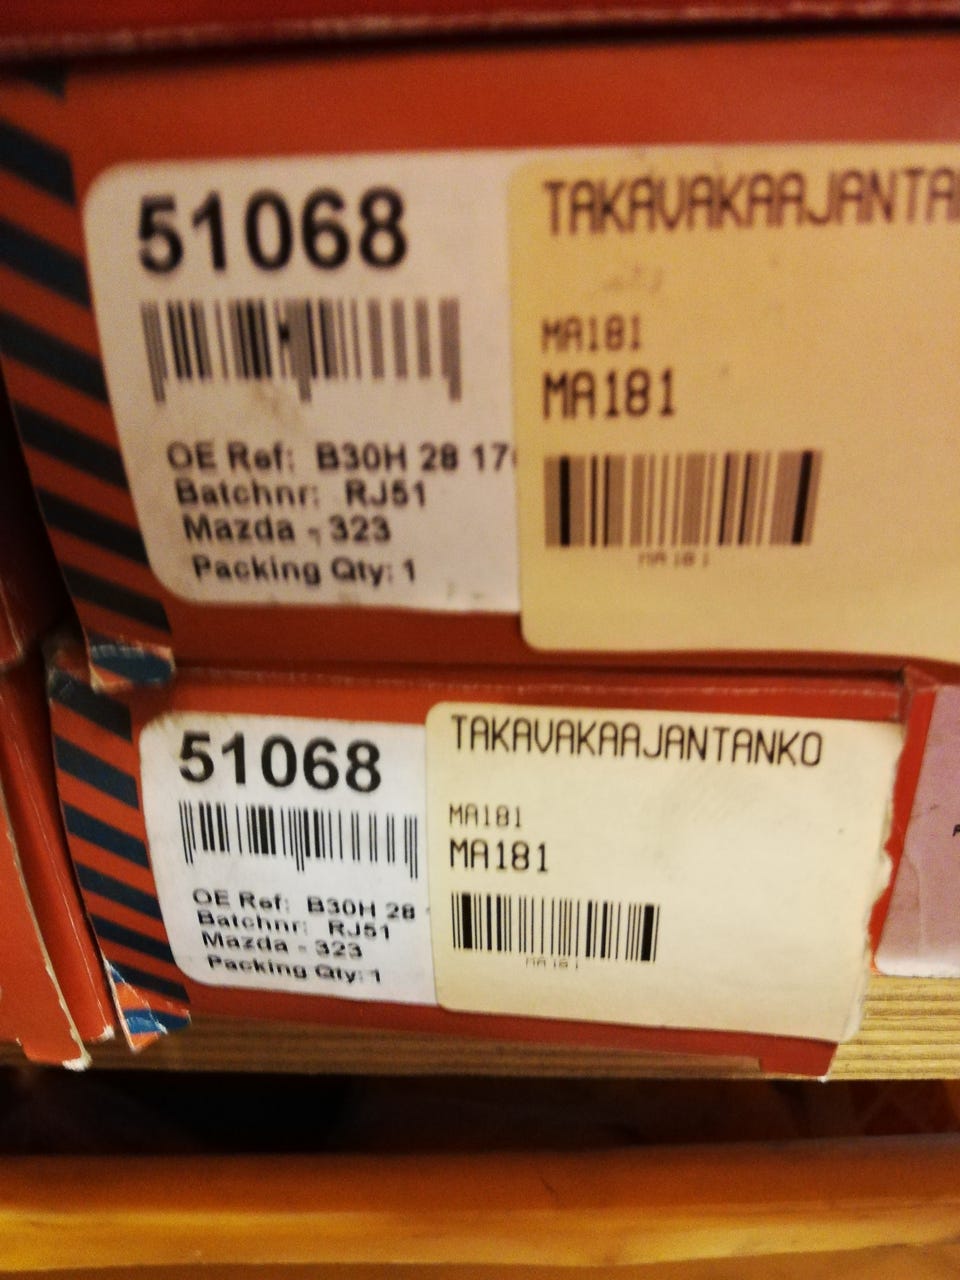 51068
TAKAVAKAAJANTA
MA181
MA181
MA181
OE Ref: B30H 28 17
Batchnr: RJ51
Mazda - 323
Packing Qty: 1
51068
TAKAVAKAAJANTANKO
MA181
MA181
MA181
OE Ref: B30H 28
Batchnr: RJ51
Mazda - 323
Packing Qty: 1